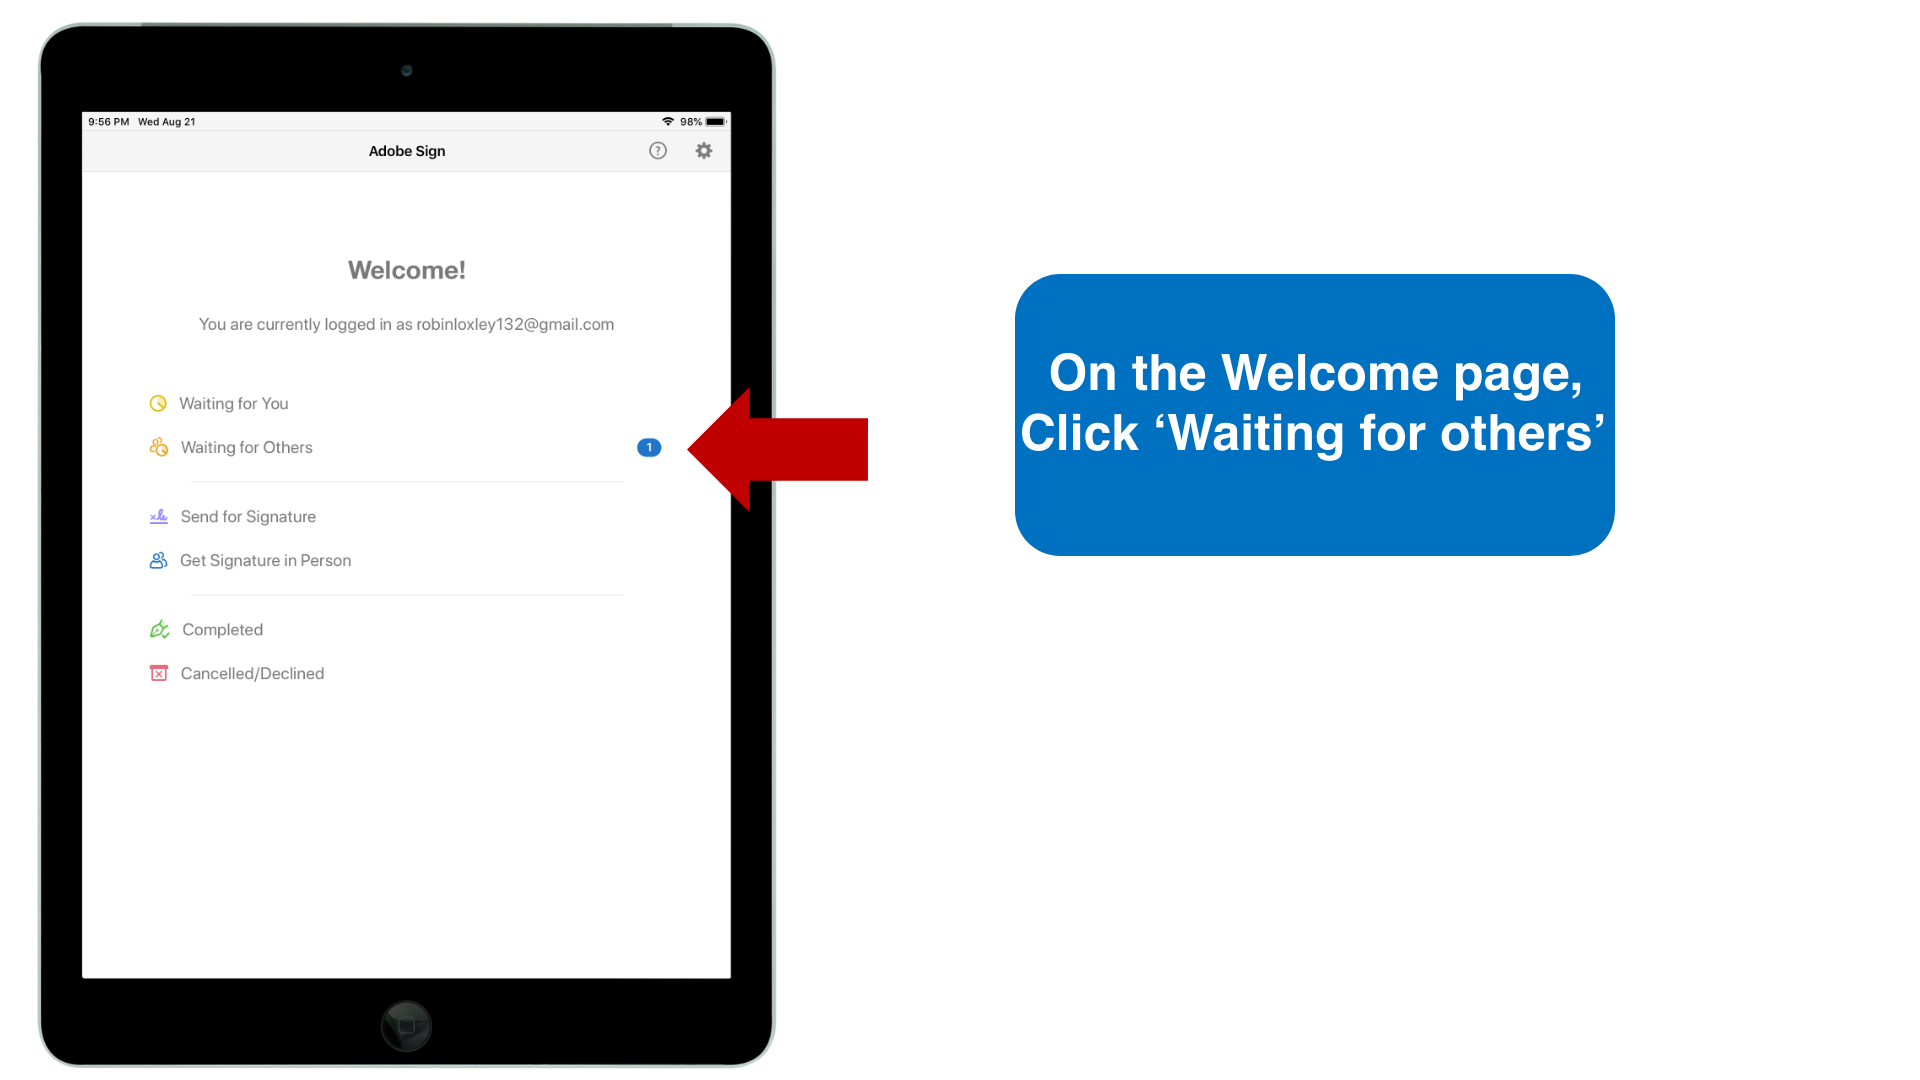 9:56 PM Wed Aug 21 98%
Adobe Sign ?
Welcome!
You are currently logged in as robinloxley132@gmail.com
Waiting for You
Waiting for Others 1
Send for Signature
Get Signature in Person
Completed
Cancelled/Declined
On the Welcome page,
Click ‘Waiting for others’